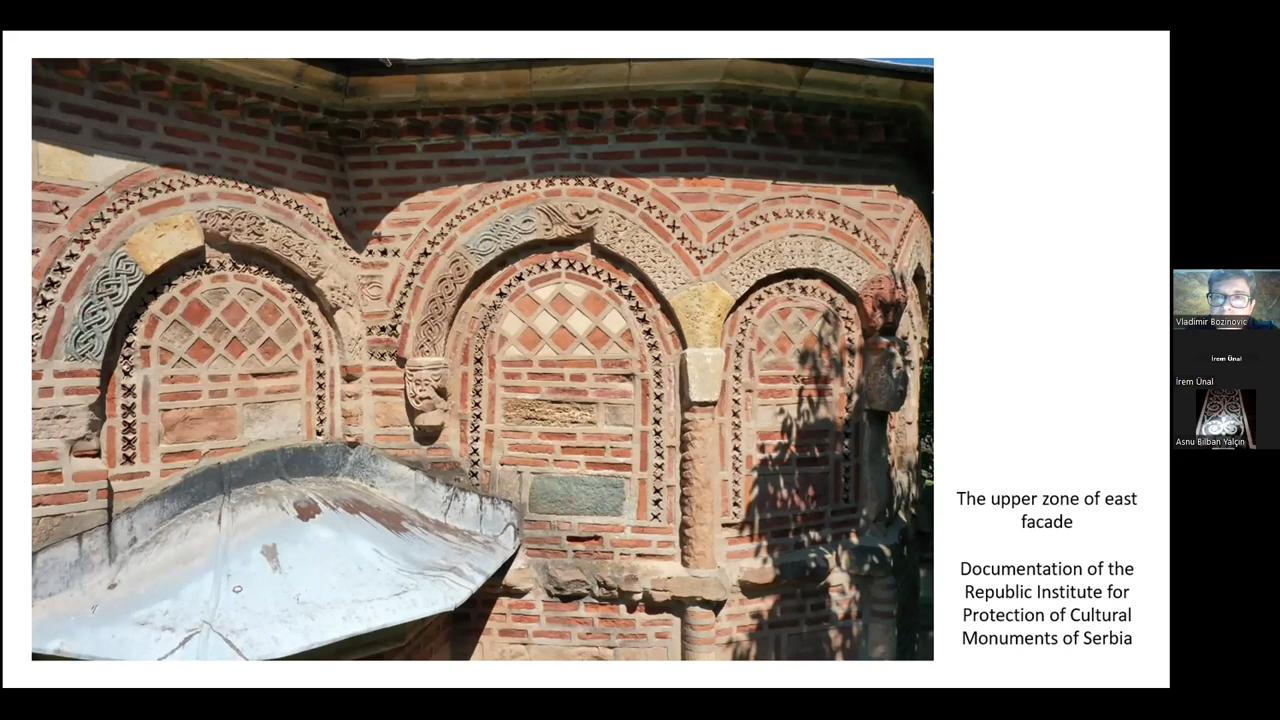 The upper zone of east
facade
Documentation of the
Republic Institute for
Protection of Cultural
Monuments of Serbia
Vladimir Bozinovic
İrem Ünal
İrem Ünal
Asnu Bilban Yalçın